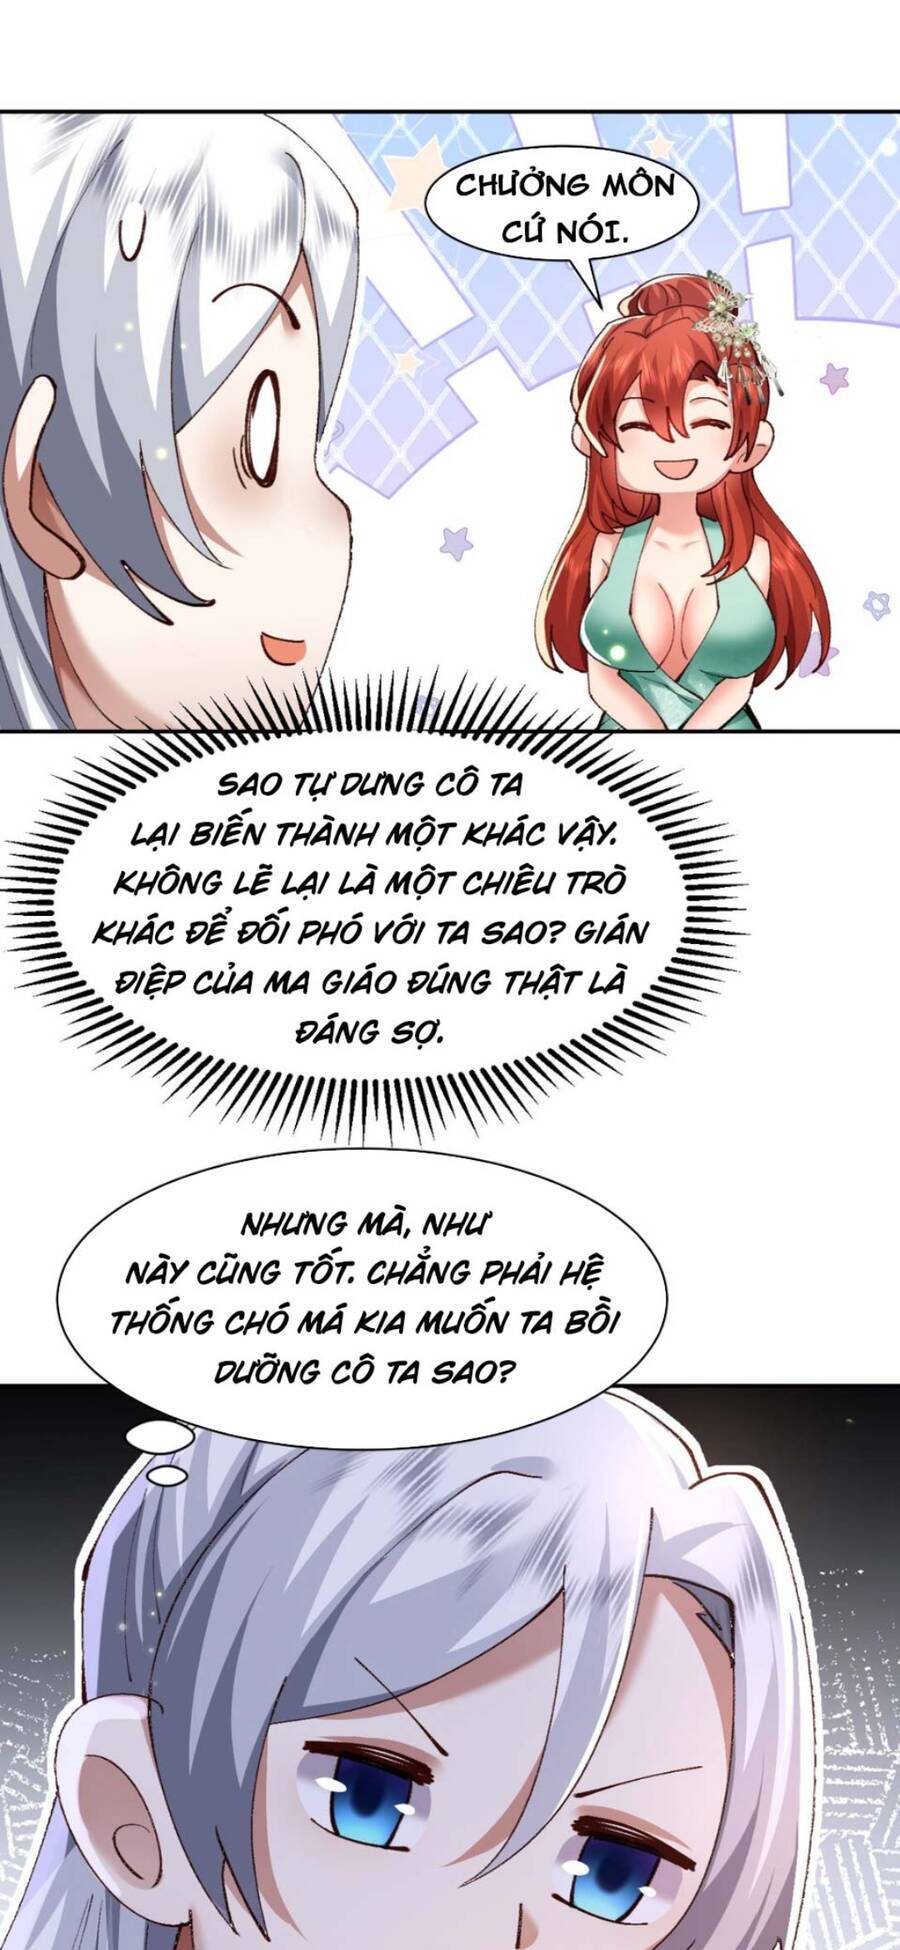 CHƯỞNG MÔN
CỨ NÓI.
SAO TỰ DƯNG CÔ TA
LẠI BIẾN THÀNH MỘT KHÁC VẬY.
KHÔNG LẼ LẠI LÀ MỘT CHIÊU TRÒ
KHÁC ĐỂ ĐỐI PHÓ VỚI TA SAO? GIÁN
ĐIỆP CỦA MA GIÁO ĐÚNG THẬT LÀ
ĐÁNG SỢ.
NHƯNG MÀ, NHƯ
NÀY CŨNG TỐT. CHẲNG PHẢI HỆ
THỐNG CHÓ MÁ KIA MUỐN TA BỒI
DƯỠNG CÔ TA SAO?